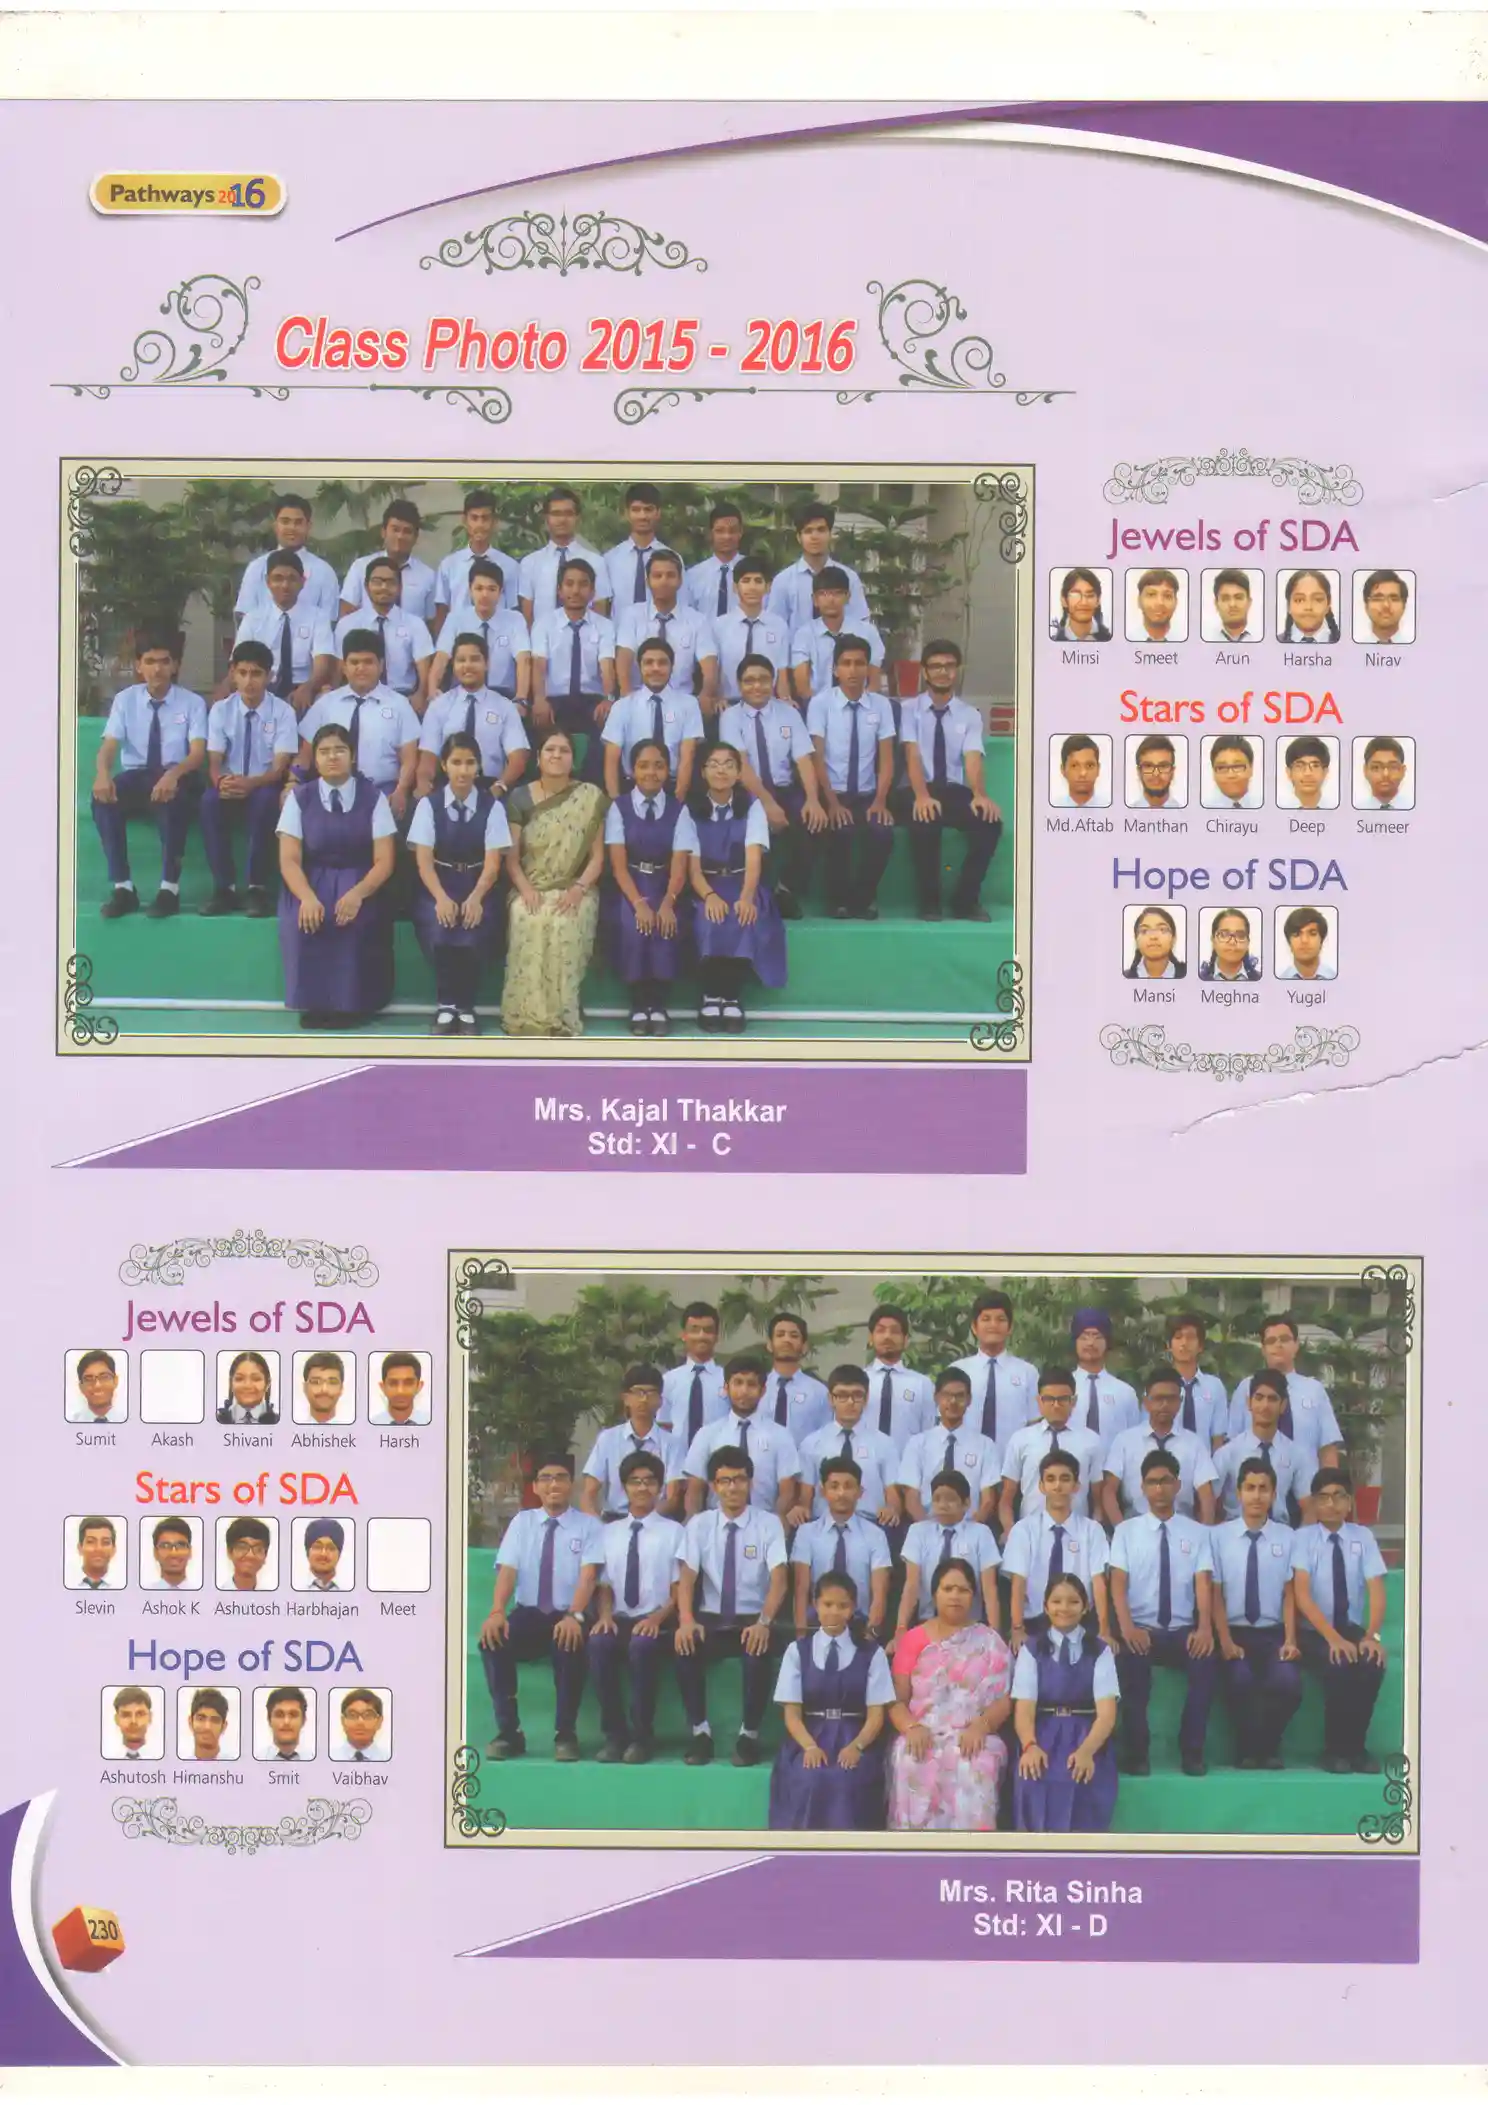 Pathways 2016
Class Photo 2015 - 2016
Jewels of SDA
Minsi Smeet Arun Harsha Nirav
Stars of SDA
Md.Aftab Manthan Chirayu Deep Sumeer
Hope of SDA
Mansi Meghna Yugal
Mrs. Kajal Thakkar
Std: XI - C
Jewels of SDA
Sumit Akash Shivani Abhishek Harsh
Stars of SDA
Slevin Ashok K Ashutosh Harbhajan Meet
Hope of SDA
Ashutosh Himanshu Smit Vaibhav
Mrs. Rita Sinha
Std: XI - D
230